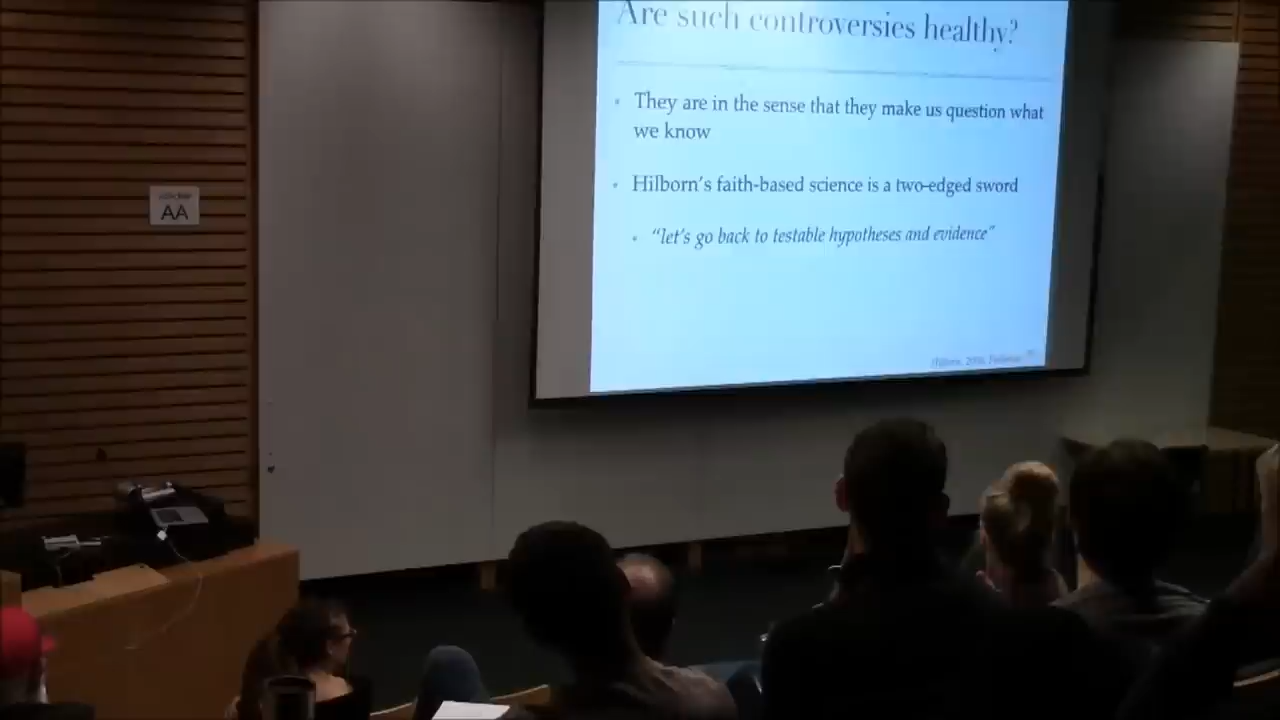 Are such controversies healthy?
They are in the sense that they make us question what
we know
Hilborn's faith-based science is a two-edged sword
"let's go back to testable hypotheses and evidence"
AA